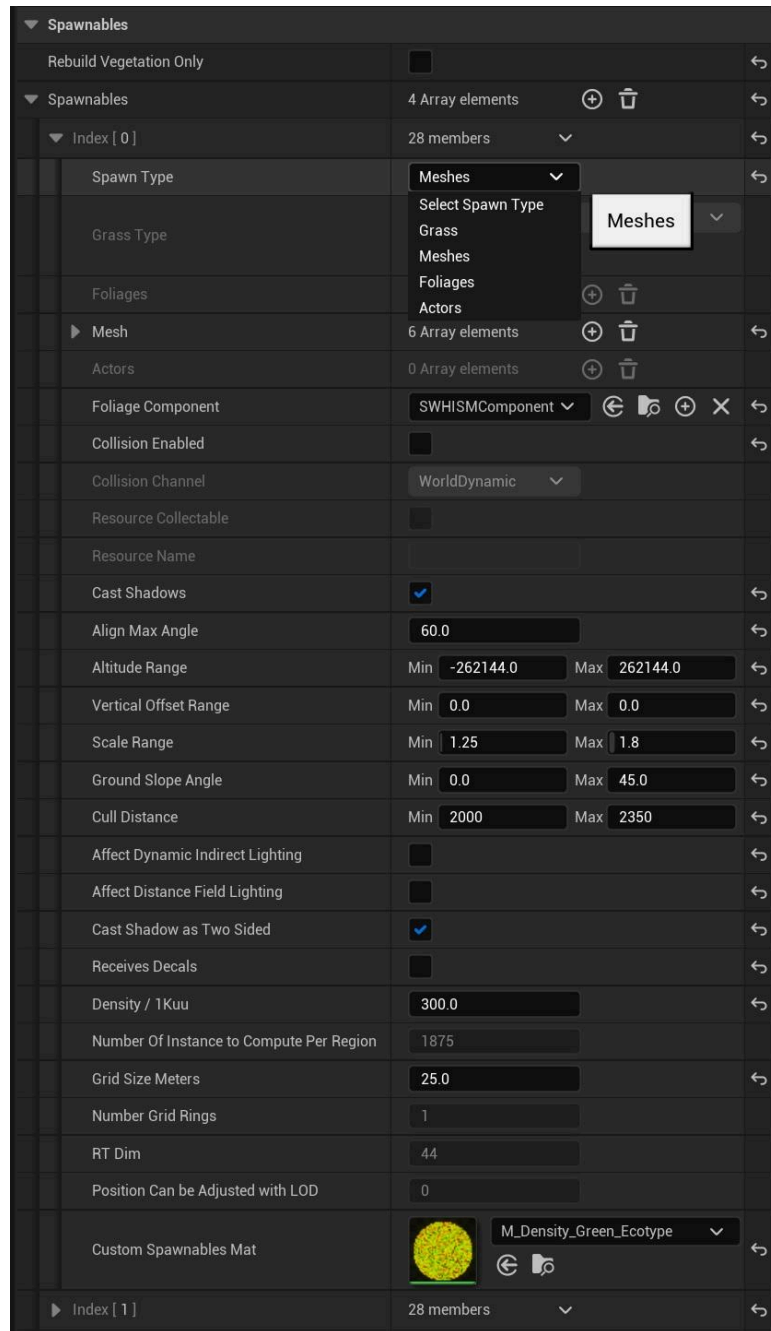 Spawnables
Rebuild Vegetation Only
Spawnables 4 Array elements
Index [ 0 ] 28 members
Spawn Type Meshes
Select Spawn Type
Grass Type
Grass
Meshes
Meshes
Foliages
Foliages
Actors
Mesh 6 Array elements
Actors 0 Array elements
Foliage Component SWHISMComponent
Collision Enabled
Collision Channel WorldDynamic
Resource Collectable
Resource Name
Cast Shadows
Align Max Angle 60.0
Altitude Range Min -262144.0 Max 262144.0
Vertical Offset Range Min 0.0 Max 0.0
Scale Range Min 1.25 Max 1.8
Ground Slope Angle Min 0.0 Max 45.0
Cull Distance Min 2000 Max 2350
Affect Dynamic Indirect Lighting
Affect Distance Field Lighting
Cast Shadow as Two Sided
Receives Decals
Density / 1Kuu 300.0
Number Of Instance to Compute Per Region 1875
Grid Size Meters 25.0
Number Grid Rings 1
RT Dim 44
Position Can be Adjusted with LOD 0
Custom Spawnables Mat M_Density_Green_Ecotype
Index [ 1 ] 28 members